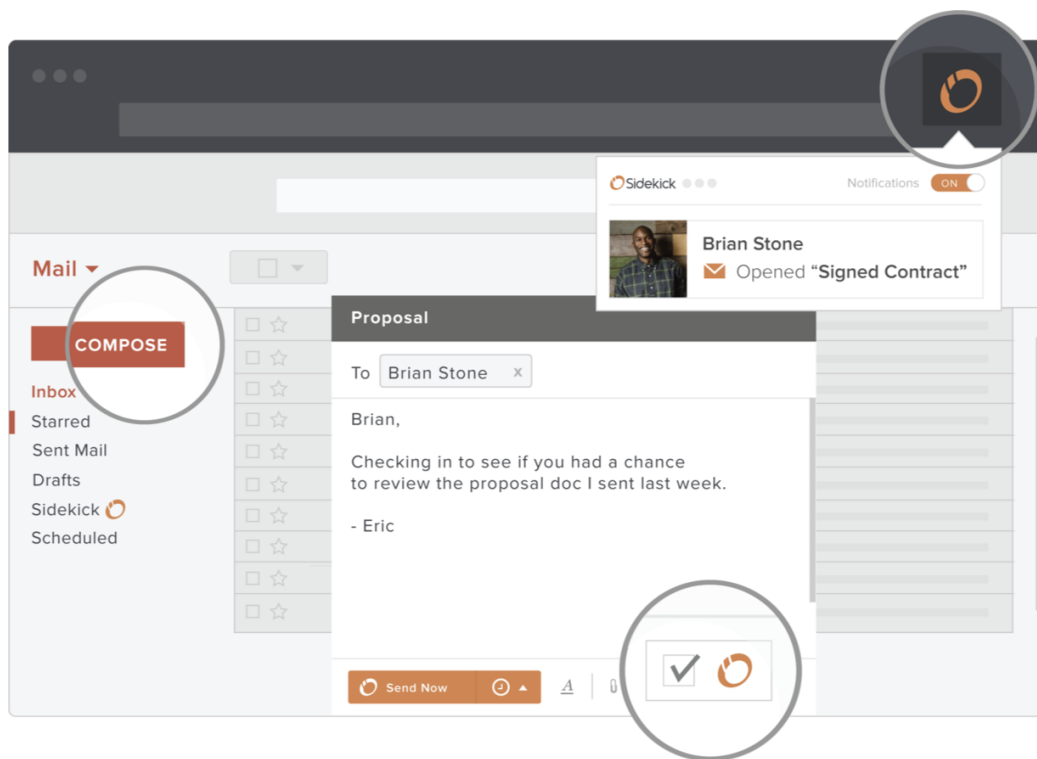 Sidekick
Notifications ON
Brian Stone
Opened “Signed Contract”
Mail
COMPOSE
Inbox
Starred
Sent Mail
Drafts
Sidekick
Scheduled
Proposal
To Brian Stone x
Brian,
Checking in to see if you had a chance
to review the proposal doc I sent last week.
- Eric
Send Now
A